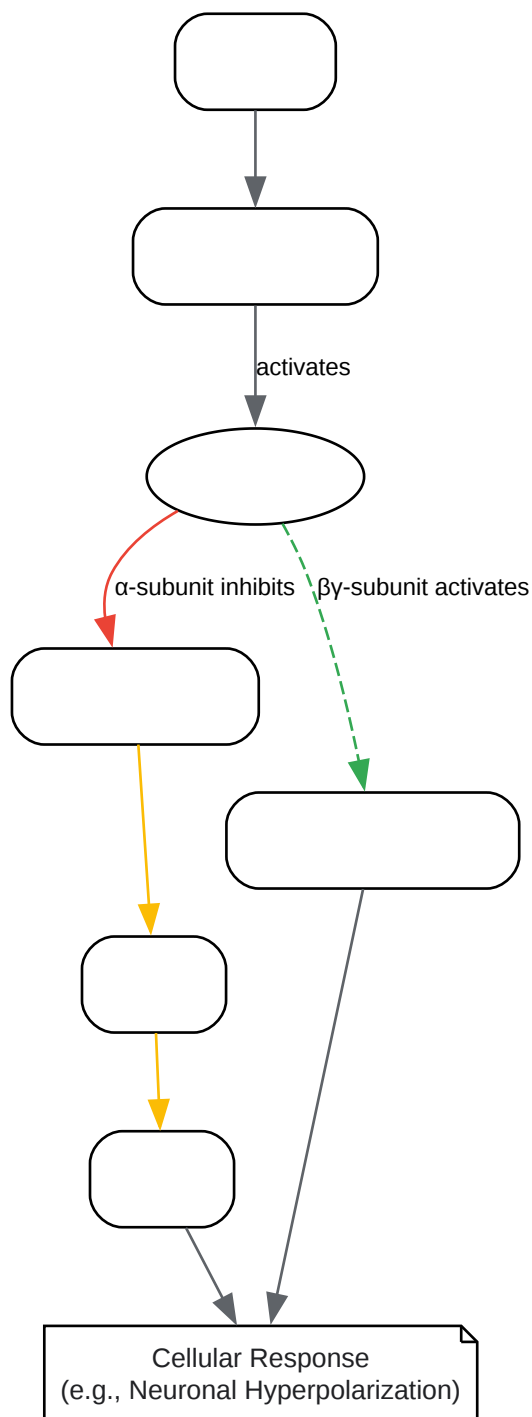 activates
α-subunit inhibits
βγ-subunit activates
Cellular Response
(e.g., Neuronal Hyperpolarization)